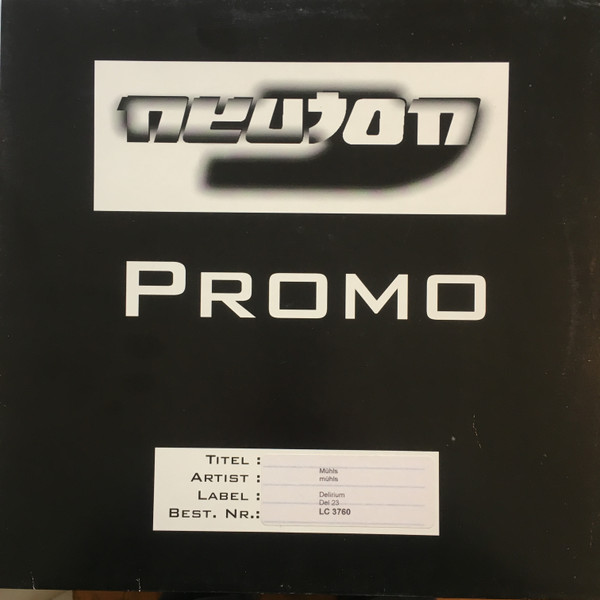 neuton
PROMO
TITEL :
Mühls
ARTIST : mühls
LABEL : Delirium
Del 23
BEST. NR.: LC 3760